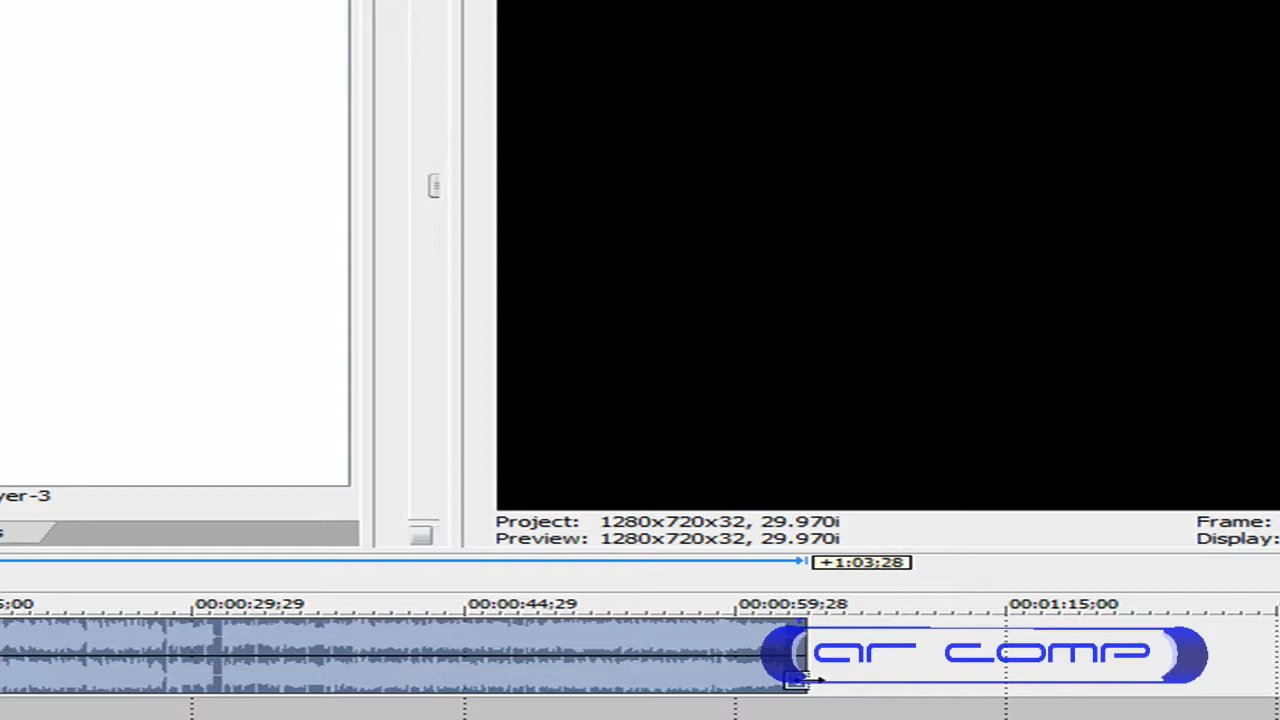 yer-3
s
Project: 1280x720x32, 29.970i
Frame:
Preview: 1280x720x32, 29.970i
Display:
+1:03;28
5;00
00:00:29;29
00:00:44;29
00:00:59;28
00:01:15;00
ar comp